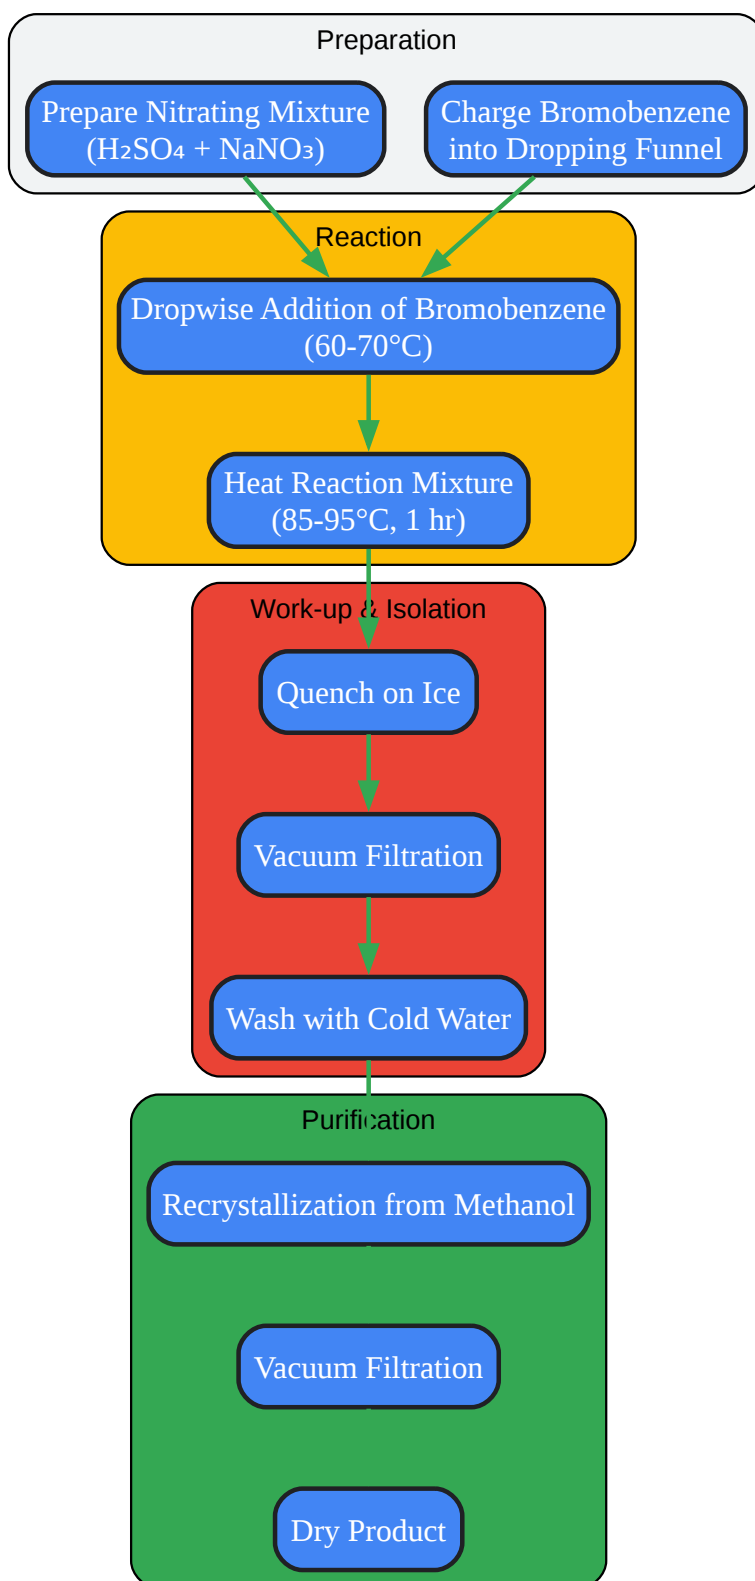 Preparation
Prepare Nitrating Mixture
(H₂SO₄ + NaNO₃)
Charge Bromobenzene
into Dropping Funnel
Reaction
Dropwise Addition of Bromobenzene
(60-70°C)
Heat Reaction Mixture
(85-95°C, 1 hr)
Work-up & Isolation
Quench on Ice
Vacuum Filtration
Wash with Cold Water
Purification
Recrystallization from Methanol
Vacuum Filtration
Dry Product